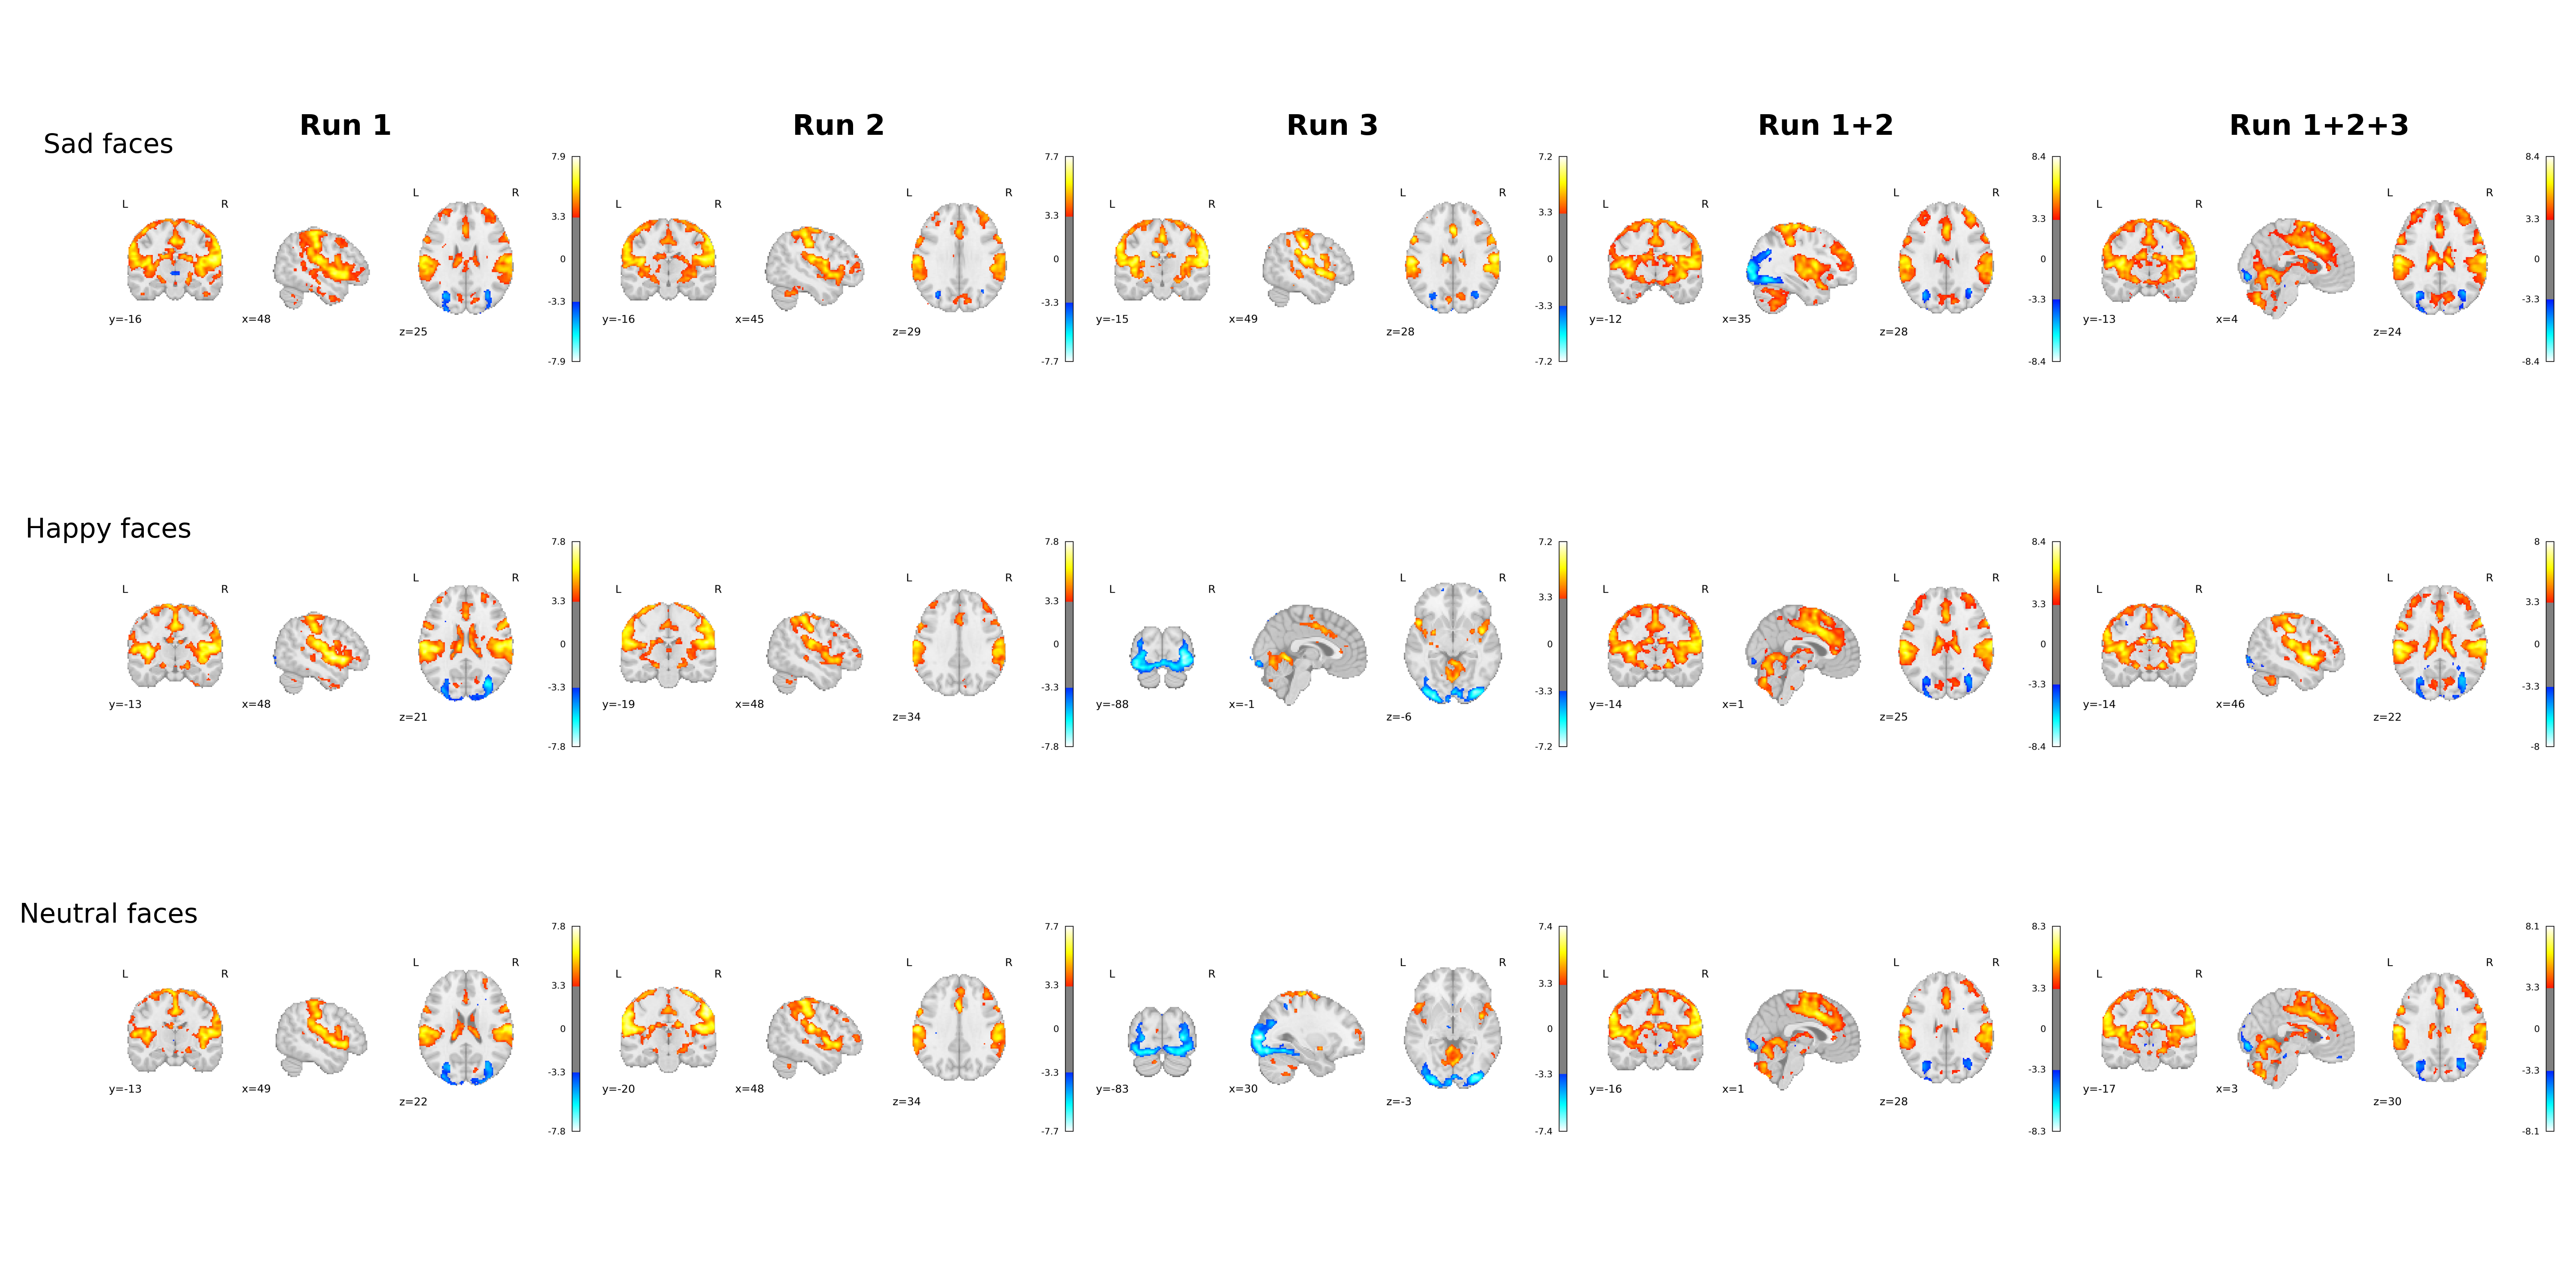 Run 1 Run 2 Run 3 Run 1+2 Run 1+2+3
Sad faces
7.9 7.7 7.2 8.4 8.4
L R L R L R L R L R L R L R L R L R L R
3.3 3.3 3.3 3.3 3.3
0 0 0 0 0
-3.3 -3.3 -3.3 -3.3 -3.3
y=-16 x=48 z=25 y=-16 x=45 z=29 y=-15 x=49 z=28 y=-12 x=35 z=28 y=-13 x=4 z=24
-7.9 -7.7 -7.2 -8.4 -8.4
Happy faces
7.8 7.8 7.2 8.4 8
L R L R L R L R L R L R L R L R L R L R
3.3 3.3 3.3 3.3 3.3
0 0 0 0 0
-3.3 -3.3 -3.3 -3.3 -3.3
y=-13 x=48 z=21 y=-19 x=48 z=34 y=-88 x=-1 z=-6 y=-14 x=1 z=25 y=-14 x=46 z=22
-7.8 -7.8 -7.2 -8.4 -8
Neutral faces
7.8 7.7 7.4 8.3 8.1
L R L R L R L R L R L R L R L R L R L R
3.3 3.3 3.3 3.3 3.3
0 0 0 0 0
-3.3 -3.3 -3.3 -3.3 -3.3
y=-13 x=49 z=22 y=-20 x=48 z=34 y=-83 x=30 z=-3 y=-16 x=1 z=28 y=-17 x=3 z=30
-7.8 -7.7 -7.4 -8.3 -8.1